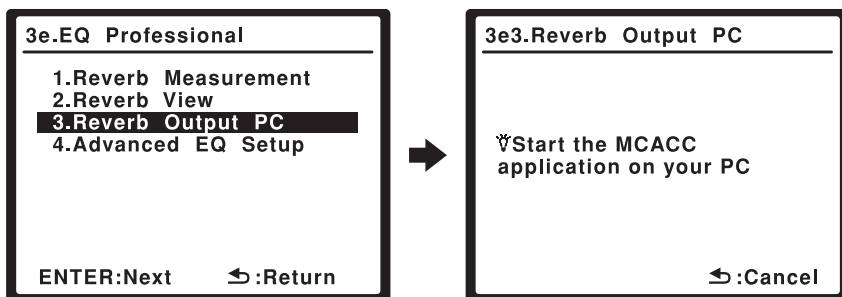 3e.EQ Professional
1.Reverb Measurement
2.Reverb View
3.Reverb Output PC
4.Advanced EQ Setup
ENTER:Next :Return
3e3.Reverb Output PC
Start the MCACC
application on your PC
:Cancel